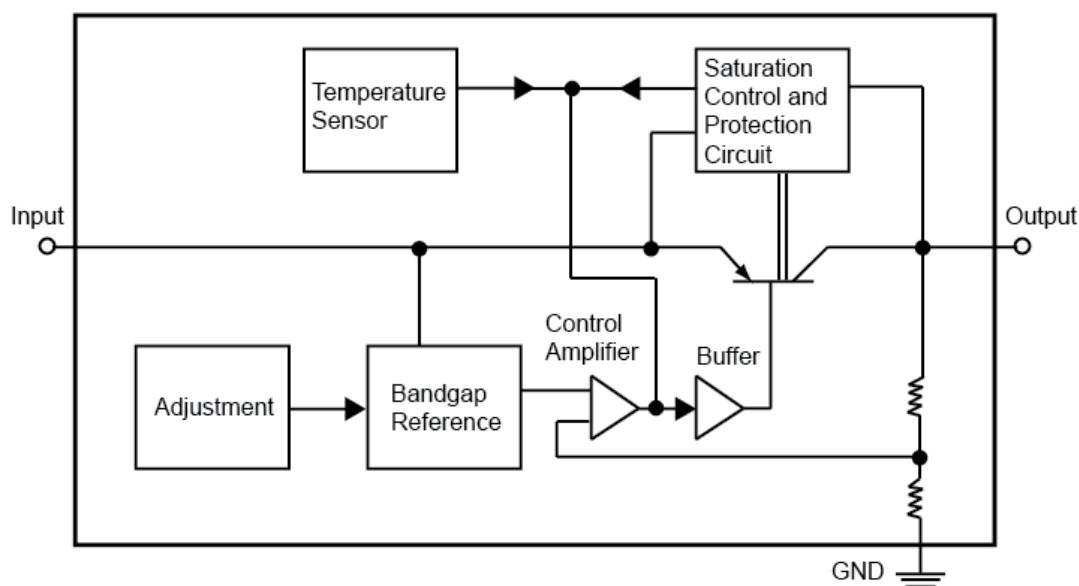 Temperature
Sensor
Saturation
Control and
Protection
Circuit
Input
Output
Control
Amplifier
Buffer
Adjustment
Bandgap
Reference
GND